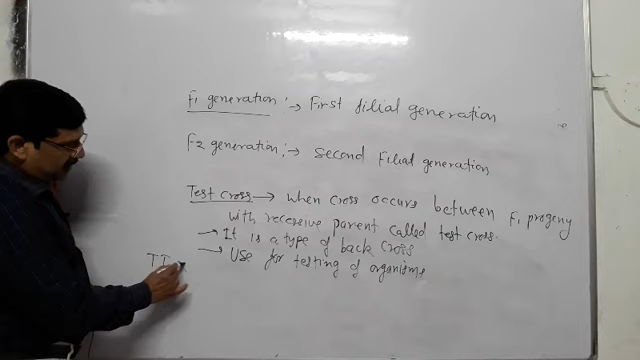 F1 generation :→ First filial generation
F2 generation :→ second Filial generation
Test cross → when cross occurs between F1 progeny
with recessive parent called test cross.
→ It is a type of back cross
→ Use for testing of organisms
TT